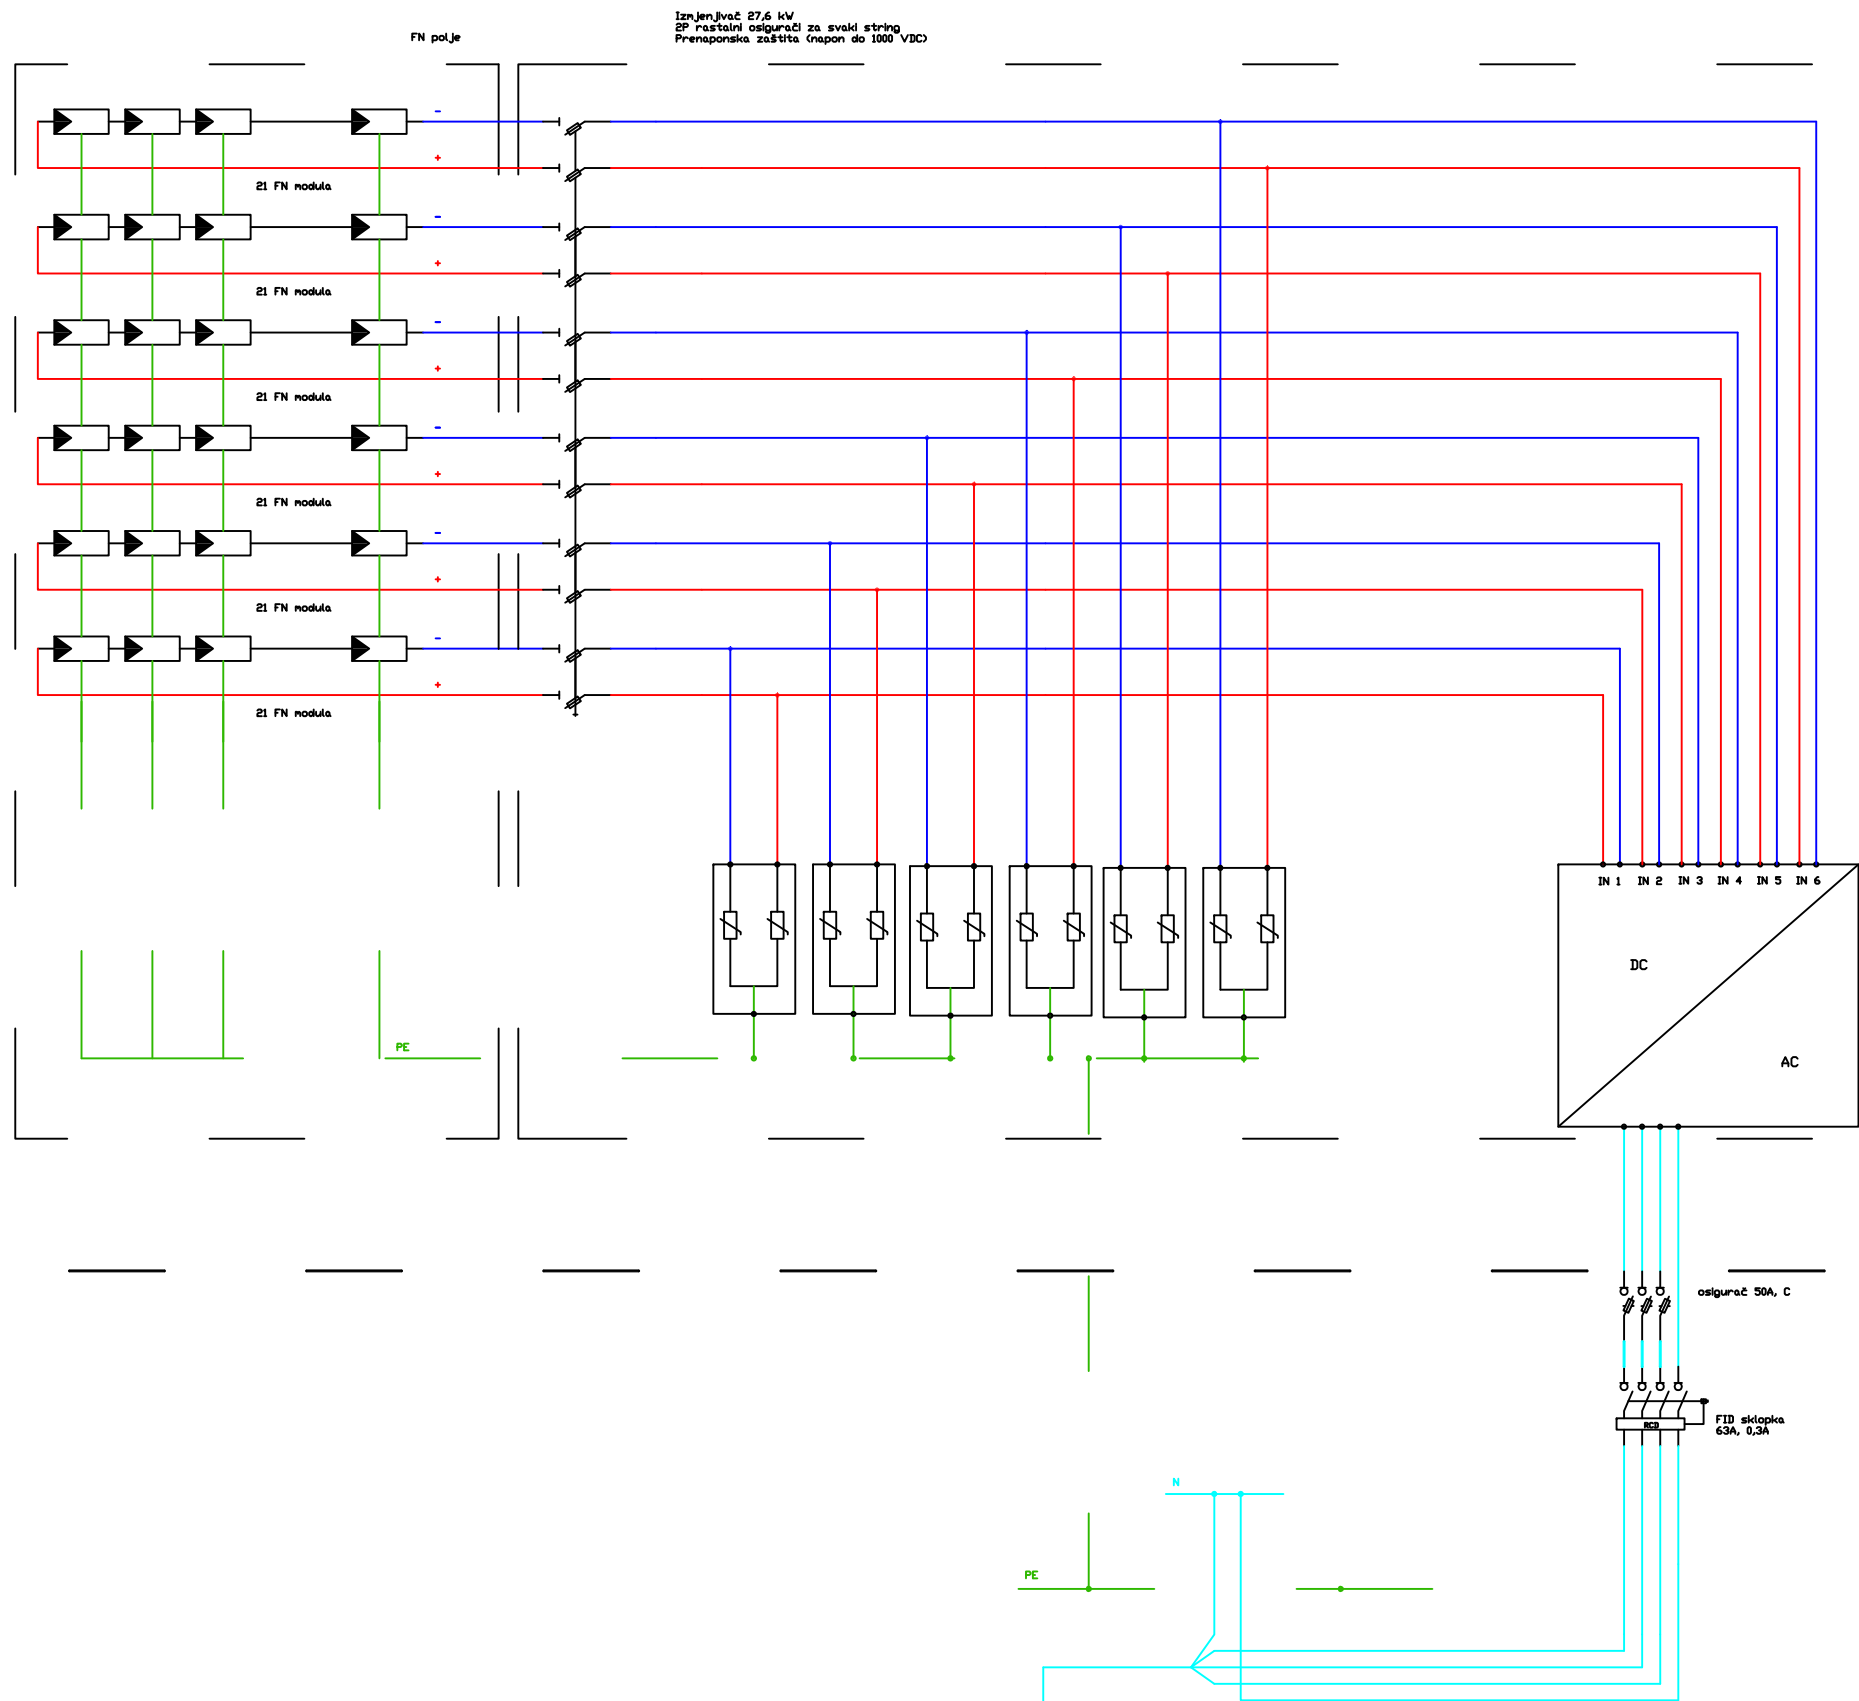 Izmjenjivač 27,6 kW
2P rastalni osigurači za svaki string
Prenaponska zaštita (napon do 1000 VDC)
FN polje
-
+
21 FN modula
-
+
21 FN modula
-
+
21 FN modula
-
+
21 FN modula
-
+
21 FN modula
-
+
21 FN modula
IN 1 IN 2 IN 3 IN 4 IN 5 IN 6
DC
PE
AC
osigurač 50A, C
FID sklopka
63A, 0,3A
RCD
N
PE